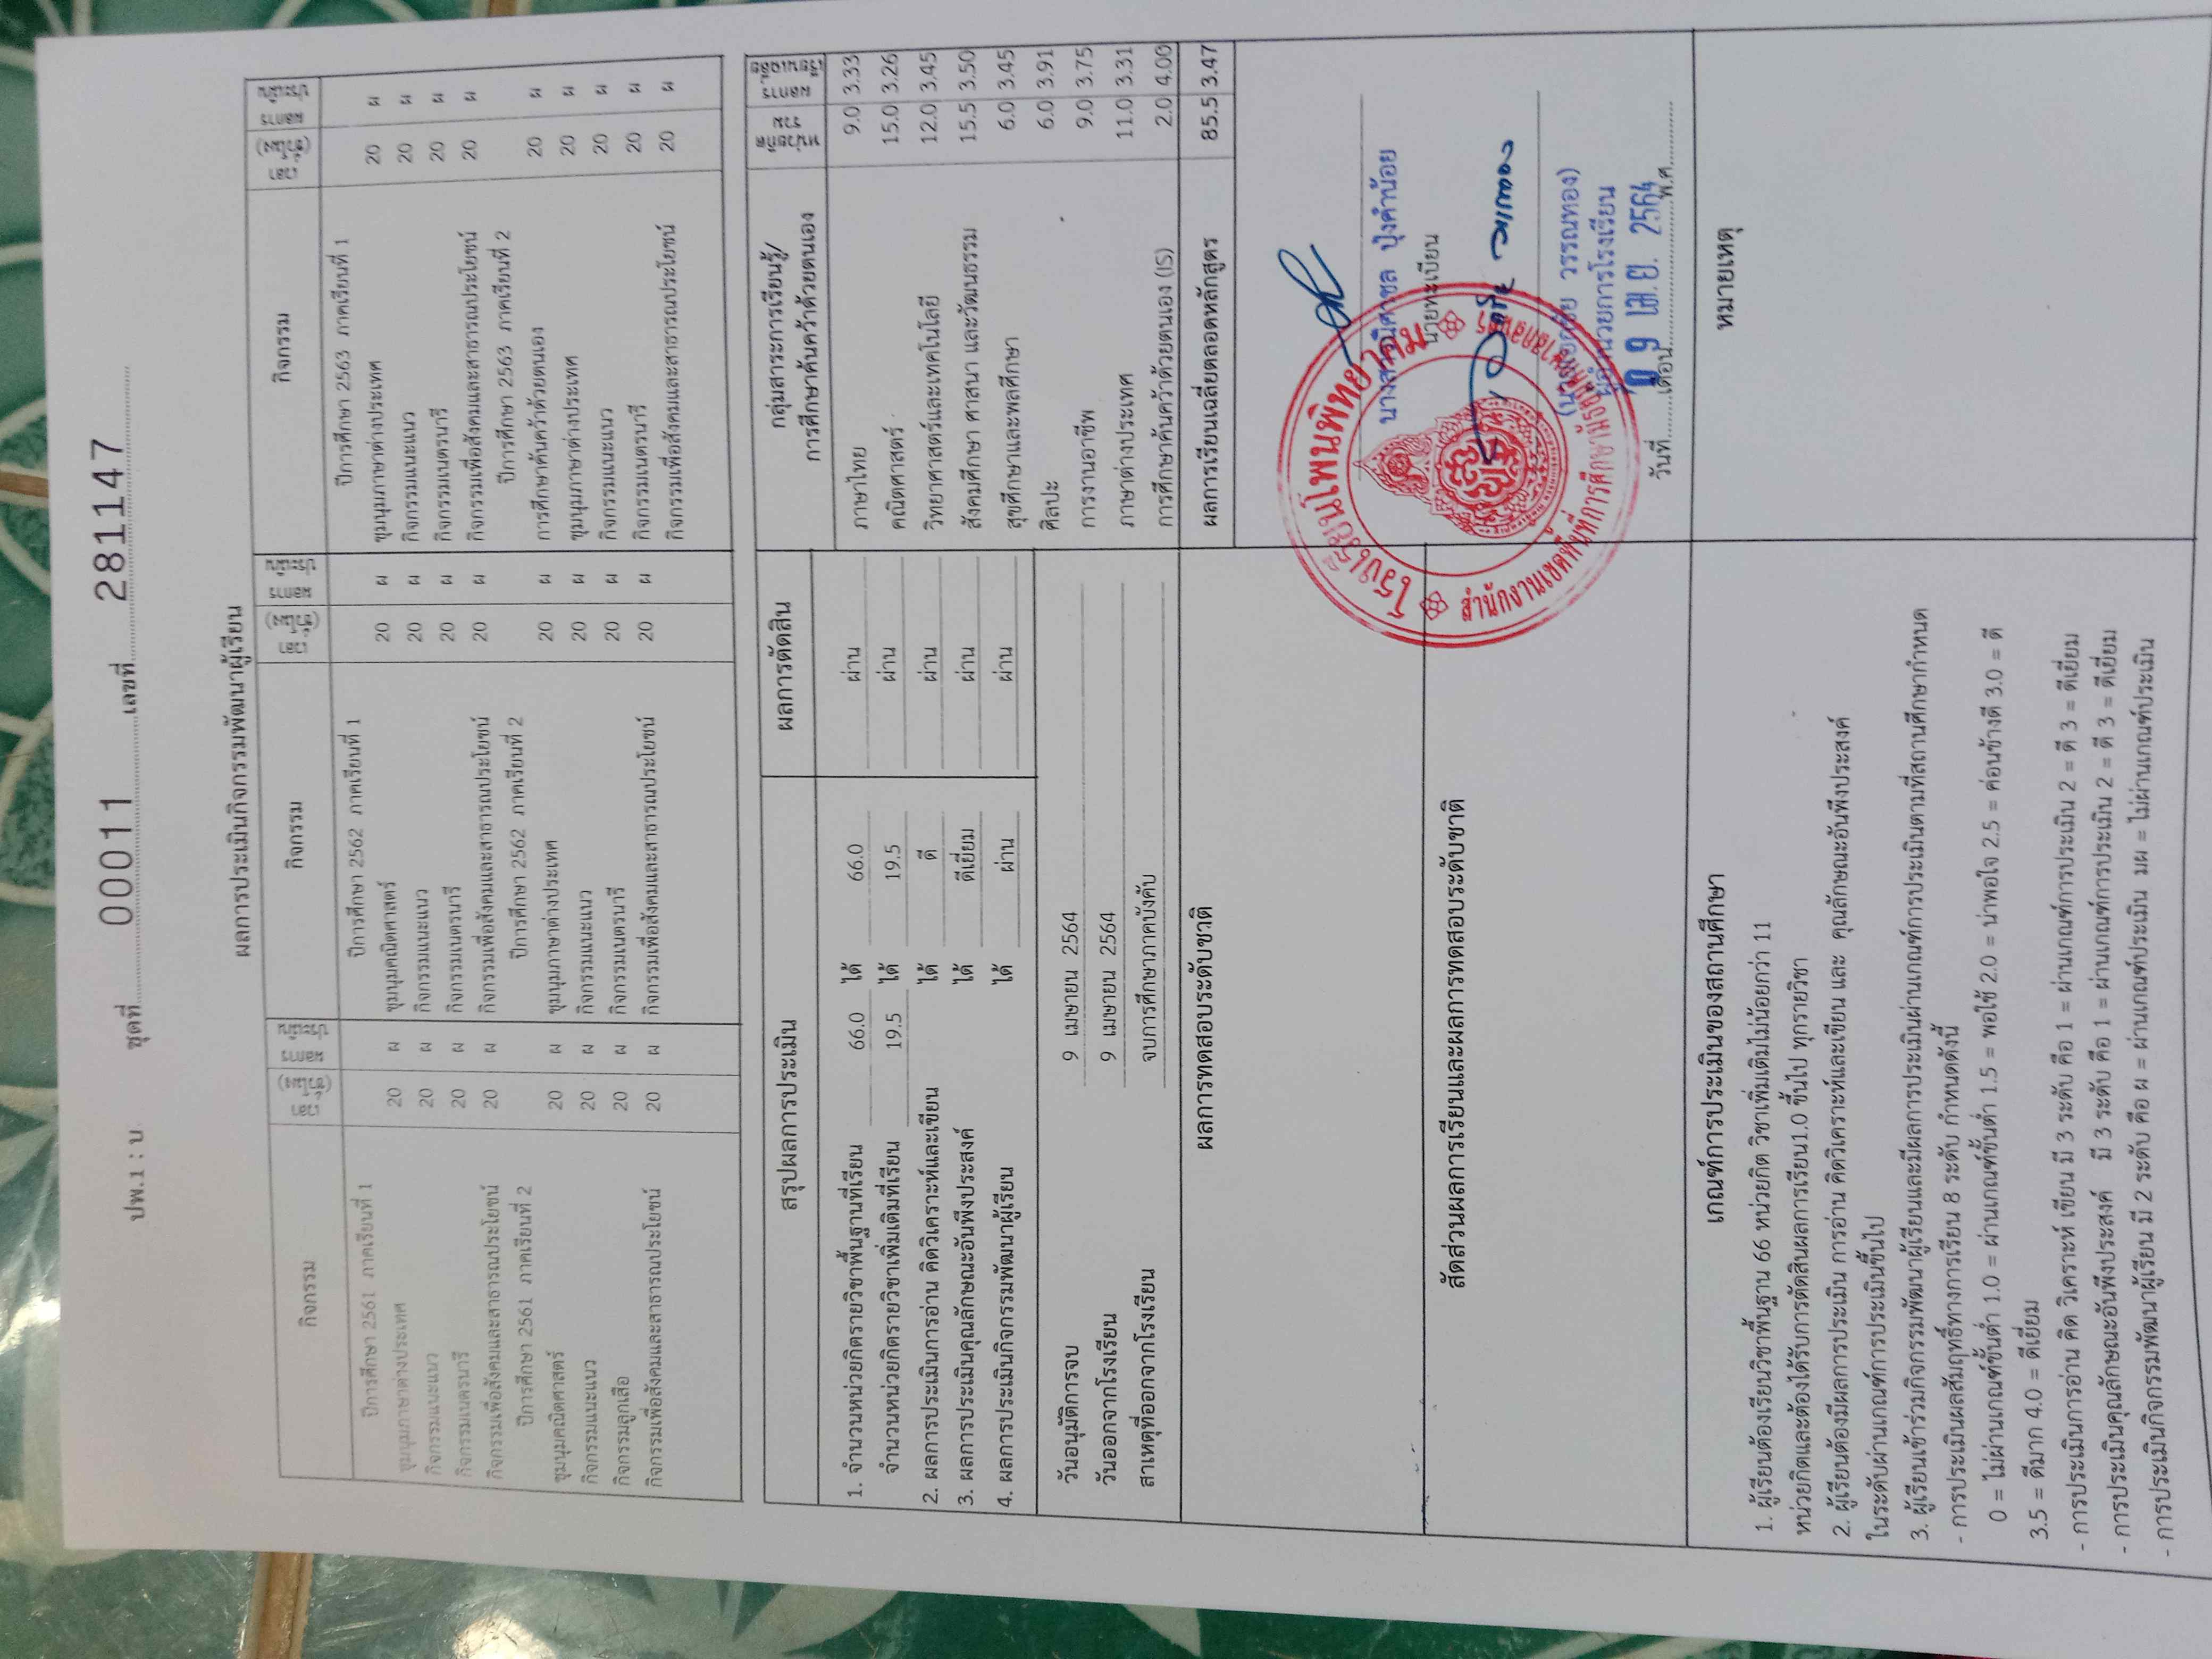 ปพ.1 : บ ชุดที่ 00011 เลขที่ 281147
ผลการประเมินกิจกรรมพัฒนาผู้เรียน
กิจกรรม เวลา (ชั่วโมง) ผลการประเมิน กิจกรรม เวลา (ชั่วโมง) ผลการประเมิน กิจกรรม เวลา (ชั่วโมง) ผลการประเมิน
ปีการศึกษา 2561 ภาคเรียนที่ 1
ชุมนุมภาษาต่างประเทศ 20 ผ
กิจกรรมแนะแนว 20 ผ
กิจกรรมเนตรนารี 20 ผ
กิจกรรมเพื่อสังคมและสาธารณประโยชน์ 20 ผ
ปีการศึกษา 2561 ภาคเรียนที่ 2
ชุมนุมคณิตศาสตร์ 20 ผ
กิจกรรมแนะแนว 20 ผ
กิจกรรมลูกเสือ 20 ผ
กิจกรรมเพื่อสังคมและสาธารณประโยชน์ 20 ผ
ปีการศึกษา 2562 ภาคเรียนที่ 1
ชุมนุมคณิตศาสตร์ 20 ผ
กิจกรรมแนะแนว 20 ผ
กิจกรรมเนตรนารี 20 ผ
กิจกรรมเพื่อสังคมและสาธารณประโยชน์ 20 ผ
ปีการศึกษา 2562 ภาคเรียนที่ 2
ชุมนุมภาษาต่างประเทศ 20 ผ
กิจกรรมแนะแนว 20 ผ
กิจกรรมเนตรนารี 20 ผ
กิจกรรมเพื่อสังคมและสาธารณประโยชน์ 20 ผ
ปีการศึกษา 2563 ภาคเรียนที่ 1
ชุมนุมภาษาต่างประเทศ 20 ผ
กิจกรรมแนะแนว 20 ผ
กิจกรรมเนตรนารี 20 ผ
กิจกรรมเพื่อสังคมและสาธารณประโยชน์ 20 ผ
ปีการศึกษา 2563 ภาคเรียนที่ 2
การศึกษาค้นคว้าด้วยตนเอง 20 ผ
ชุมนุมภาษาต่างประเทศ 20 ผ
กิจกรรมแนะแนว 20 ผ
กิจกรรมเนตรนารี 20 ผ
กิจกรรมเพื่อสังคมและสาธารณประโยชน์ 20 ผ
สรุปผลการประเมิน ผลการตัดสิน
1. จำนวนหน่วยกิตรายวิชาพื้นฐานที่เรียน 66.0 ได้ 66.0 ผ่าน
จำนวนหน่วยกิตรายวิชาเพิ่มเติมที่เรียน 19.5 ได้ 19.5 ผ่าน
2. ผลการประเมินการอ่าน คิดวิเคราะห์และเขียน ได้ ดี ผ่าน
3. ผลการประเมินคุณลักษณะอันพึงประสงค์ ได้ ดีเยี่ยม ผ่าน
4. ผลการประเมินกิจกรรมพัฒนาผู้เรียน ได้ ผ่าน ผ่าน
วันอนุมัติการจบ 9 เมษายน 2564
วันออกจากโรงเรียน 9 เมษายน 2564
สาเหตุที่ออกจากโรงเรียน จบการศึกษาภาคบังคับ
กลุ่มสาระการเรียนรู้/
การศึกษาค้นคว้าด้วยตนเอง
หน่วยกิตรวม ผลการเรียนเฉลี่ย
ภาษาไทย 9.0 3.33
คณิตศาสตร์ 15.0 3.26
วิทยาศาสตร์และเทคโนโลยี 12.0 3.45
สังคมศึกษา ศาสนา และวัฒนธรรม 15.5 3.50
สุขศึกษาและพลศึกษา 6.0 3.45
ศิลปะ 6.0 3.91
การงานอาชีพ 9.0 3.75
ภาษาต่างประเทศ 11.0 3.31
การศึกษาค้นคว้าด้วยตนเอง (IS) 2.0 4.00
ผลการเรียนเฉลี่ยตลอดหลักสูตร 85.5 3.47
ผลการทดสอบระดับชาติ
สัดส่วนผลการเรียนและผลการทดสอบระดับชาติ
ปุ้งคำน้อย
นายทะเบียน
วรรณทอง)
ผู้อำนวยการโรงเรียน
วันที่ เดือน พ.ศ.
0 9 เม.ย. 2564
โรงเรียนโพนพิทยาคม
สำนักงานเขตพื้นที่การศึกษามัธยมศึกษา
เกณฑ์การประเมินของสถานศึกษา
1. ผู้เรียนต้องเรียนวิชาพื้นฐาน 66 หน่วยกิต วิชาเพิ่มเติมไม่น้อยกว่า 11
หน่วยกิตและต้องได้รับการตัดสินผลการเรียน1.0 ขึ้นไป ทุกรายวิชา
2. ผู้เรียนต้องมีผลการประเมิน การอ่าน คิดวิเคราะห์และเขียน และ คุณลักษณะอันพึงประสงค์
ในระดับผ่านเกณฑ์การประเมินขึ้นไป
3. ผู้เรียนเข้าร่วมกิจกรรมพัฒนาผู้เรียนและมีผลการประเมินผ่านเกณฑ์การประเมินตามที่สถานศึกษากำหนด
- การประเมินผลสัมฤทธิ์ทางการเรียน 8 ระดับ กำหนดดังนี้
0 = ไม่ผ่านเกณฑ์ขั้นต่ำ 1.0 = ผ่านเกณฑ์ขั้นต่ำ 1.5 = พอใช้ 2.0 = น่าพอใจ 2.5 = ค่อนข้างดี 3.0 = ดี
3.5 = ดีมาก 4.0 = ดีเยี่ยม
- การประเมินการอ่าน คิด วิเคราะห์ เขียน มี 3 ระดับ คือ 1 = ผ่านเกณฑ์การประเมิน 2 = ดี 3 = ดีเยี่ยม
- การประเมินคุณลักษณะอันพึงประสงค์ มี 3 ระดับ คือ 1 = ผ่านเกณฑ์การประเมิน 2 = ดี 3 = ดีเยี่ยม
- การประเมินกิจกรรมพัฒนาผู้เรียน มี 2 ระดับ คือ ผ = ผ่านเกณฑ์ประเมิน มผ = ไม่ผ่านเกณฑ์ประเมิน
หมายเหตุ